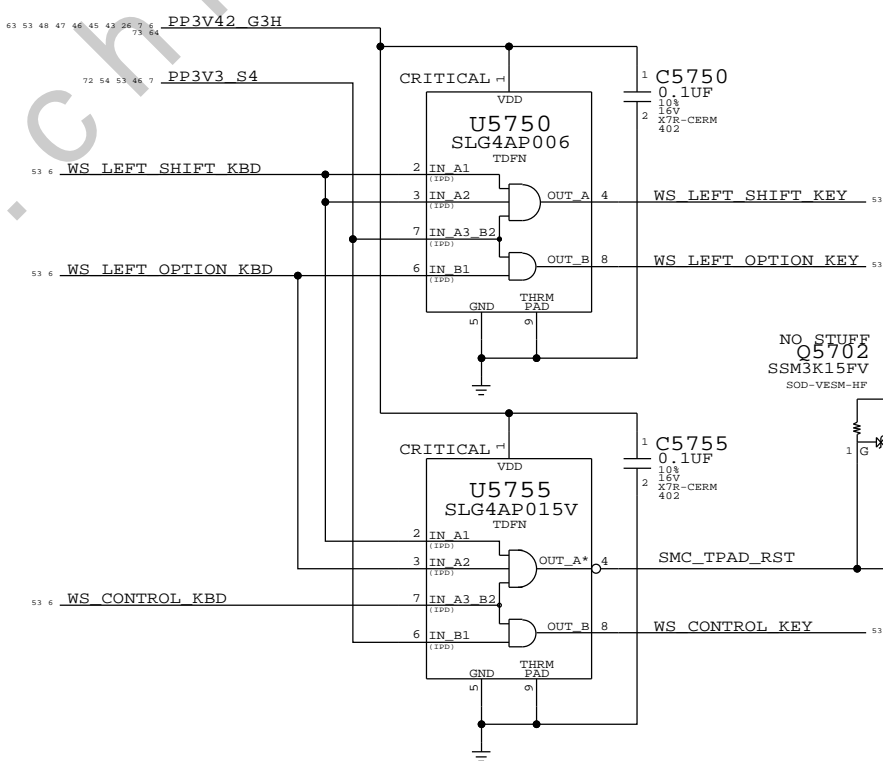 63 53 48 47 46 45 43 26 7 6
73 64
PP3V42_G3H
72 54 53 46 7
PP3V3_S4
CRITICAL
1
VDD
U5750
SLG4AP006
TDFN
1
C5750
0.1UF
10%
16V
X7R-CERM
402
2
53 6
WS_LEFT_SHIFT_KBD
2
IN_A1
(IPD)
3
IN_A2
(IPD)
OUT_A
4
WS_LEFT_SHIFT_KEY
53
7
IN_A3_B2
(IPD)
53 6
WS_LEFT_OPTION_KBD
6
IN_B1
(IPD)
OUT_B
8
WS_LEFT_OPTION_KEY
53
GND
THRM
PAD
5
9
NO STUFF
Q5702
SSM3K15FV
SOD-VESM-HF
1
G
CRITICAL
1
VDD
U5755
SLG4AP015V
TDFN
1
C5755
0.1UF
10%
16V
X7R-CERM
402
2
2
IN_A1
(IPD)
3
IN_A2
(IPD)
OUT_A*
4
SMC_TPAD_RST
53 6
WS_CONTROL_KBD
7
IN_A3_B2
(IPD)
6
IN_B1
(IPD)
OUT_B
8
WS_CONTROL_KEY
53
GND
THRM
PAD
5
9
.ch